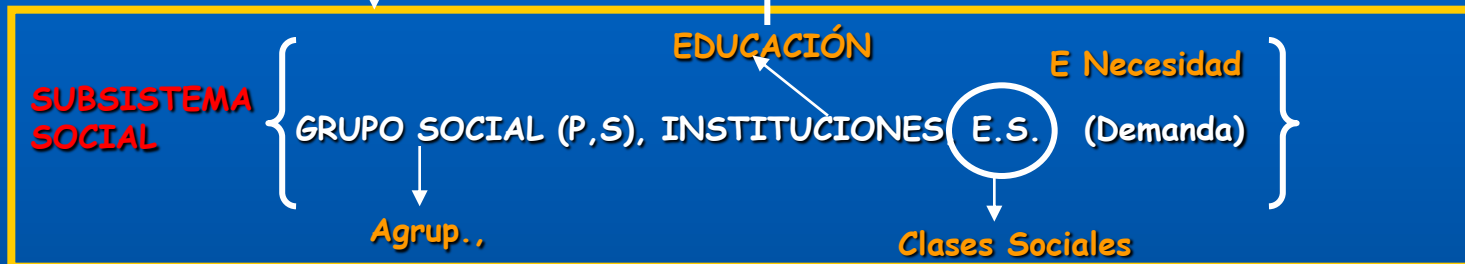 EDUCACIÓN
E Necesidad
SUBSISTEMA
SOCIAL
GRUPO SOCIAL (P,S), INSTITUCIONES E.S. (Demanda)
Agrup.,
Clases Sociales